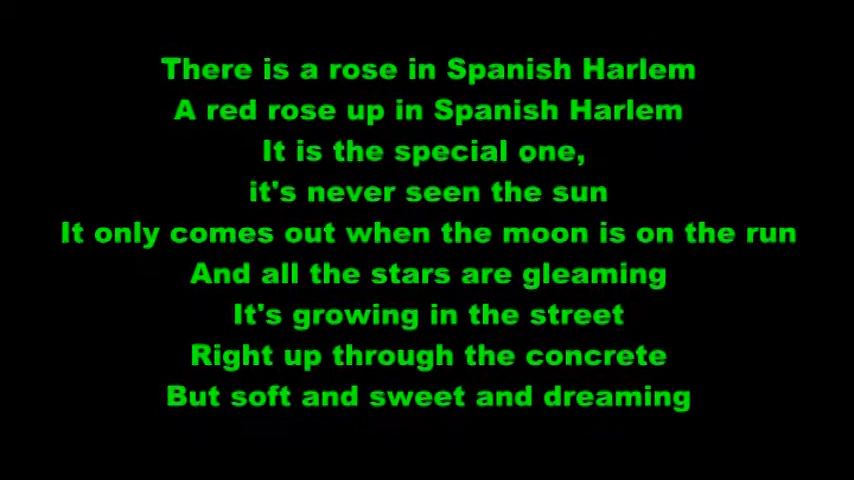 There is a rose in Spanish Harlem
A red rose up in Spanish Harlem
It is the special one,
it's never seen the sun
It only comes out when the moon is on the run
And all the stars are gleaming
It's growing in the street
Right up through the concrete
But soft and sweet and dreaming